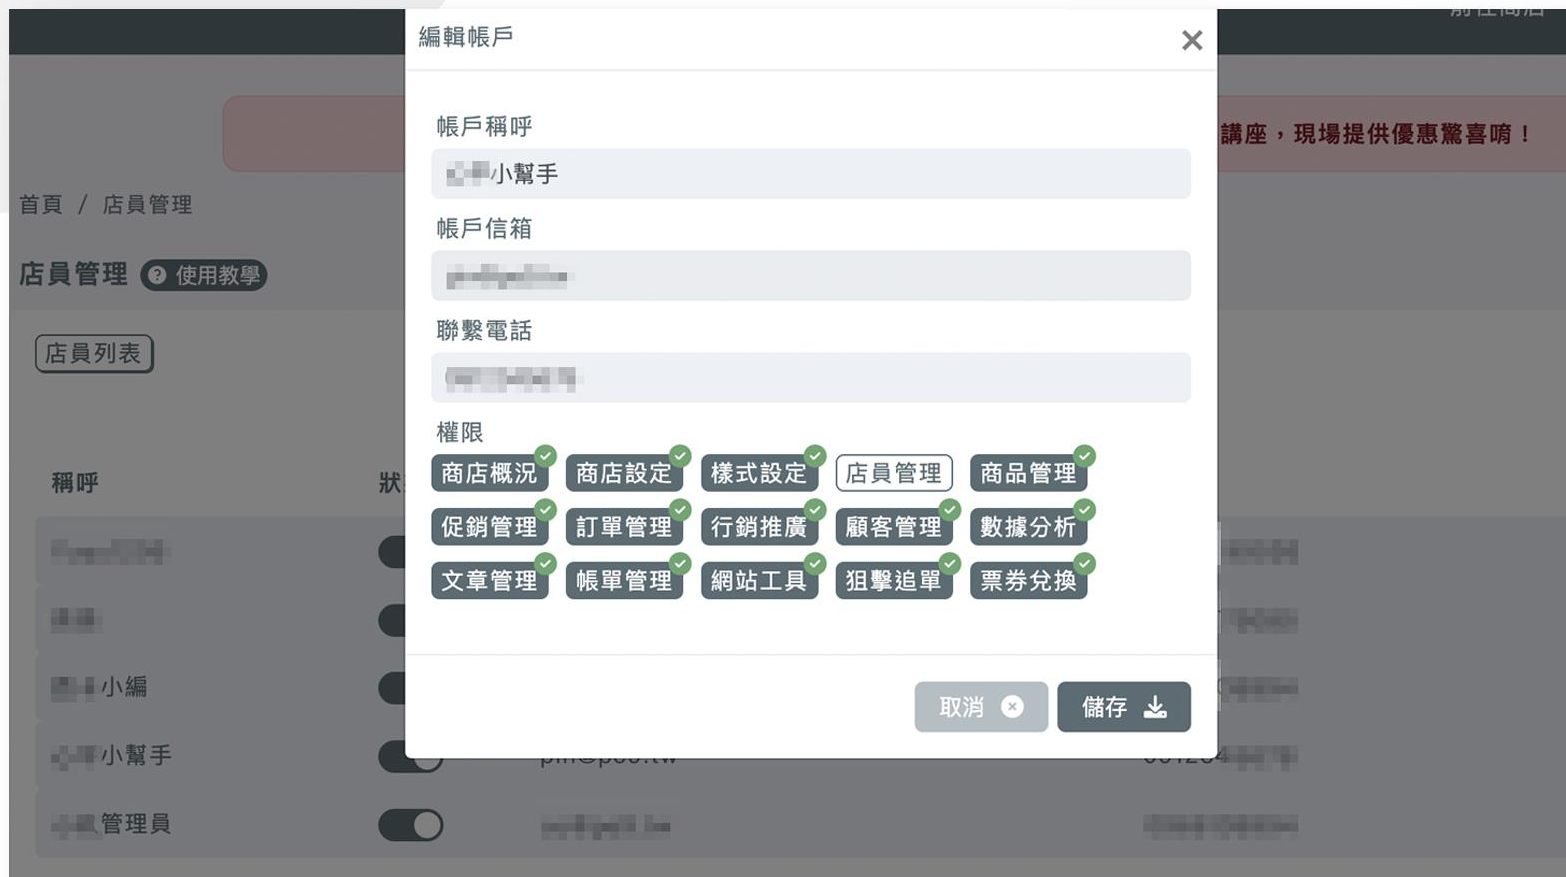 編輯帳戶
講座，現場提供優惠驚喜唷！
首頁 / 店員管理
店員管理 使用教學
店員列表
帳戶稱呼
小幫手
帳戶信箱
聯繫電話
權限
商店概況 商店設定 樣式設定 店員管理 商品管理
促銷管理 訂單管理 行銷推廣 顧客管理 數據分析
文章管理 帳單管理 網站工具 狙擊追單 票券兌換
取消 儲存
稱呼
小編
小幫手
管理員